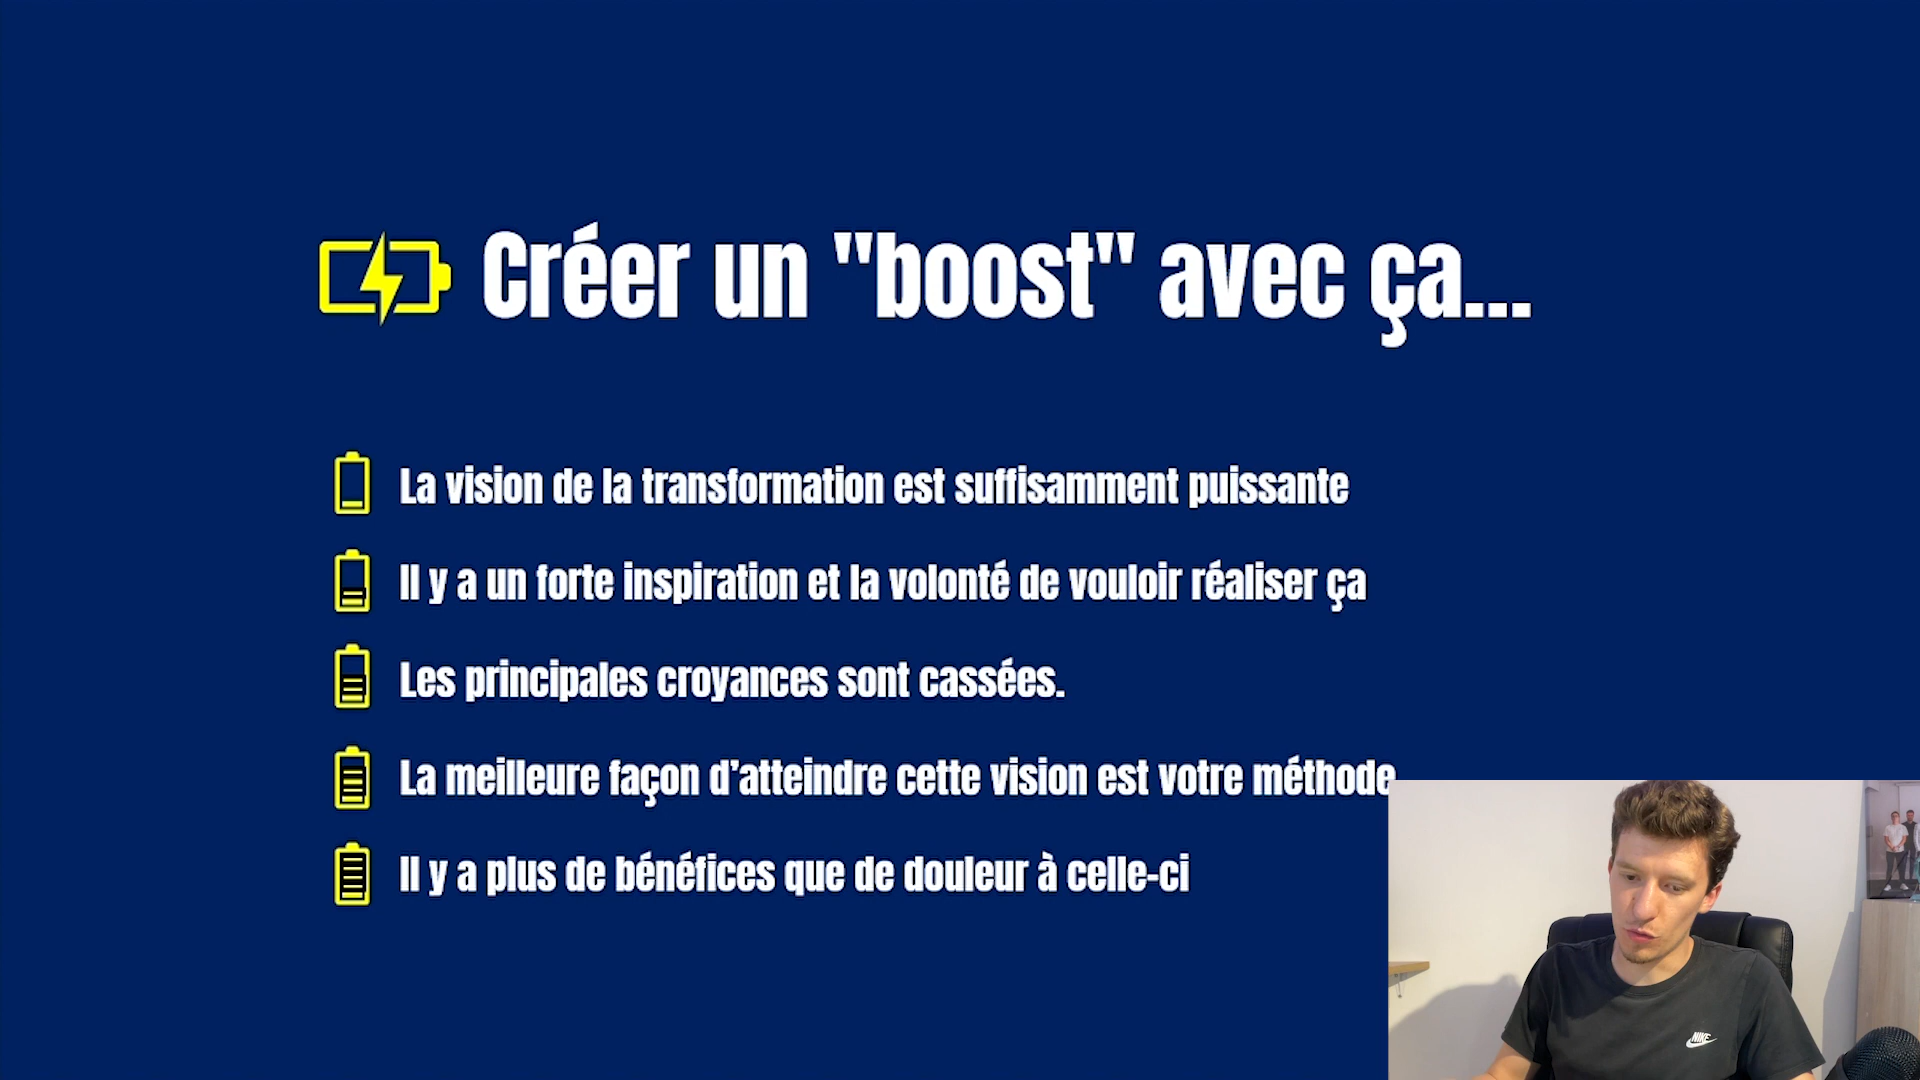 Créer un "boost" avec ça...
La vision de la transformation est suffisamment puissante
Il y a un forte inspiration et la volonté de vouloir réaliser ça
Les principales croyances sont cassées.
La meilleure façon d’atteindre cette vision est votre méthode
Il y a plus de bénéfices que de douleur à celle-ci
NIKE